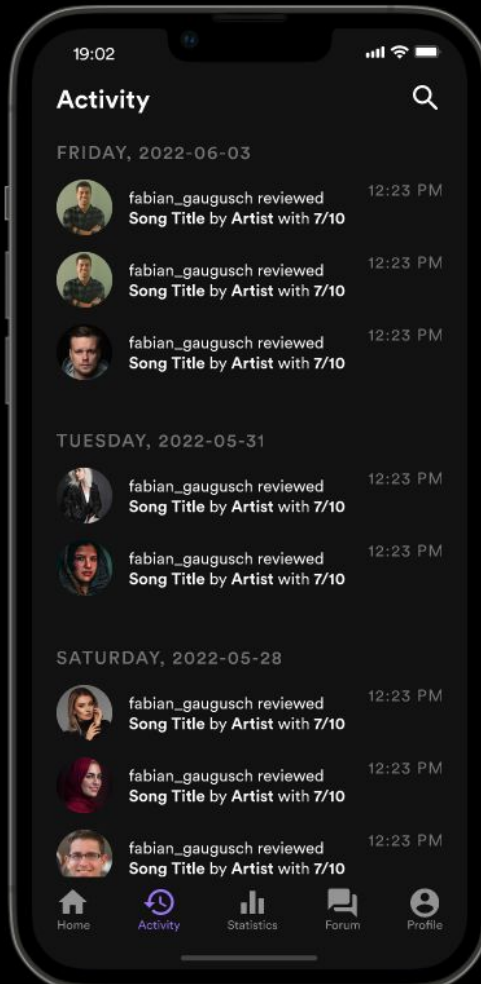 19:02
Activity
FRIDAY, 2022-06-03
fabian_gaugusch reviewed 12:23 PM
Song Title by Artist with 7/10
fabian_gaugusch reviewed 12:23 PM
Song Title by Artist with 7/10
fabian_gaugusch reviewed 12:23 PM
Song Title by Artist with 7/10
TUESDAY, 2022-05-31
fabian_gaugusch reviewed 12:23 PM
Song Title by Artist with 7/10
fabian_gaugusch reviewed 12:23 PM
Song Title by Artist with 7/10
SATURDAY, 2022-05-28
fabian_gaugusch reviewed 12:23 PM
Song Title by Artist with 7/10
fabian_gaugusch reviewed 12:23 PM
Song Title by Artist with 7/10
fabian_gaugusch reviewed 12:23 PM
Song Title by Artist with 7/10
Home Activity Statistics Forum Profile